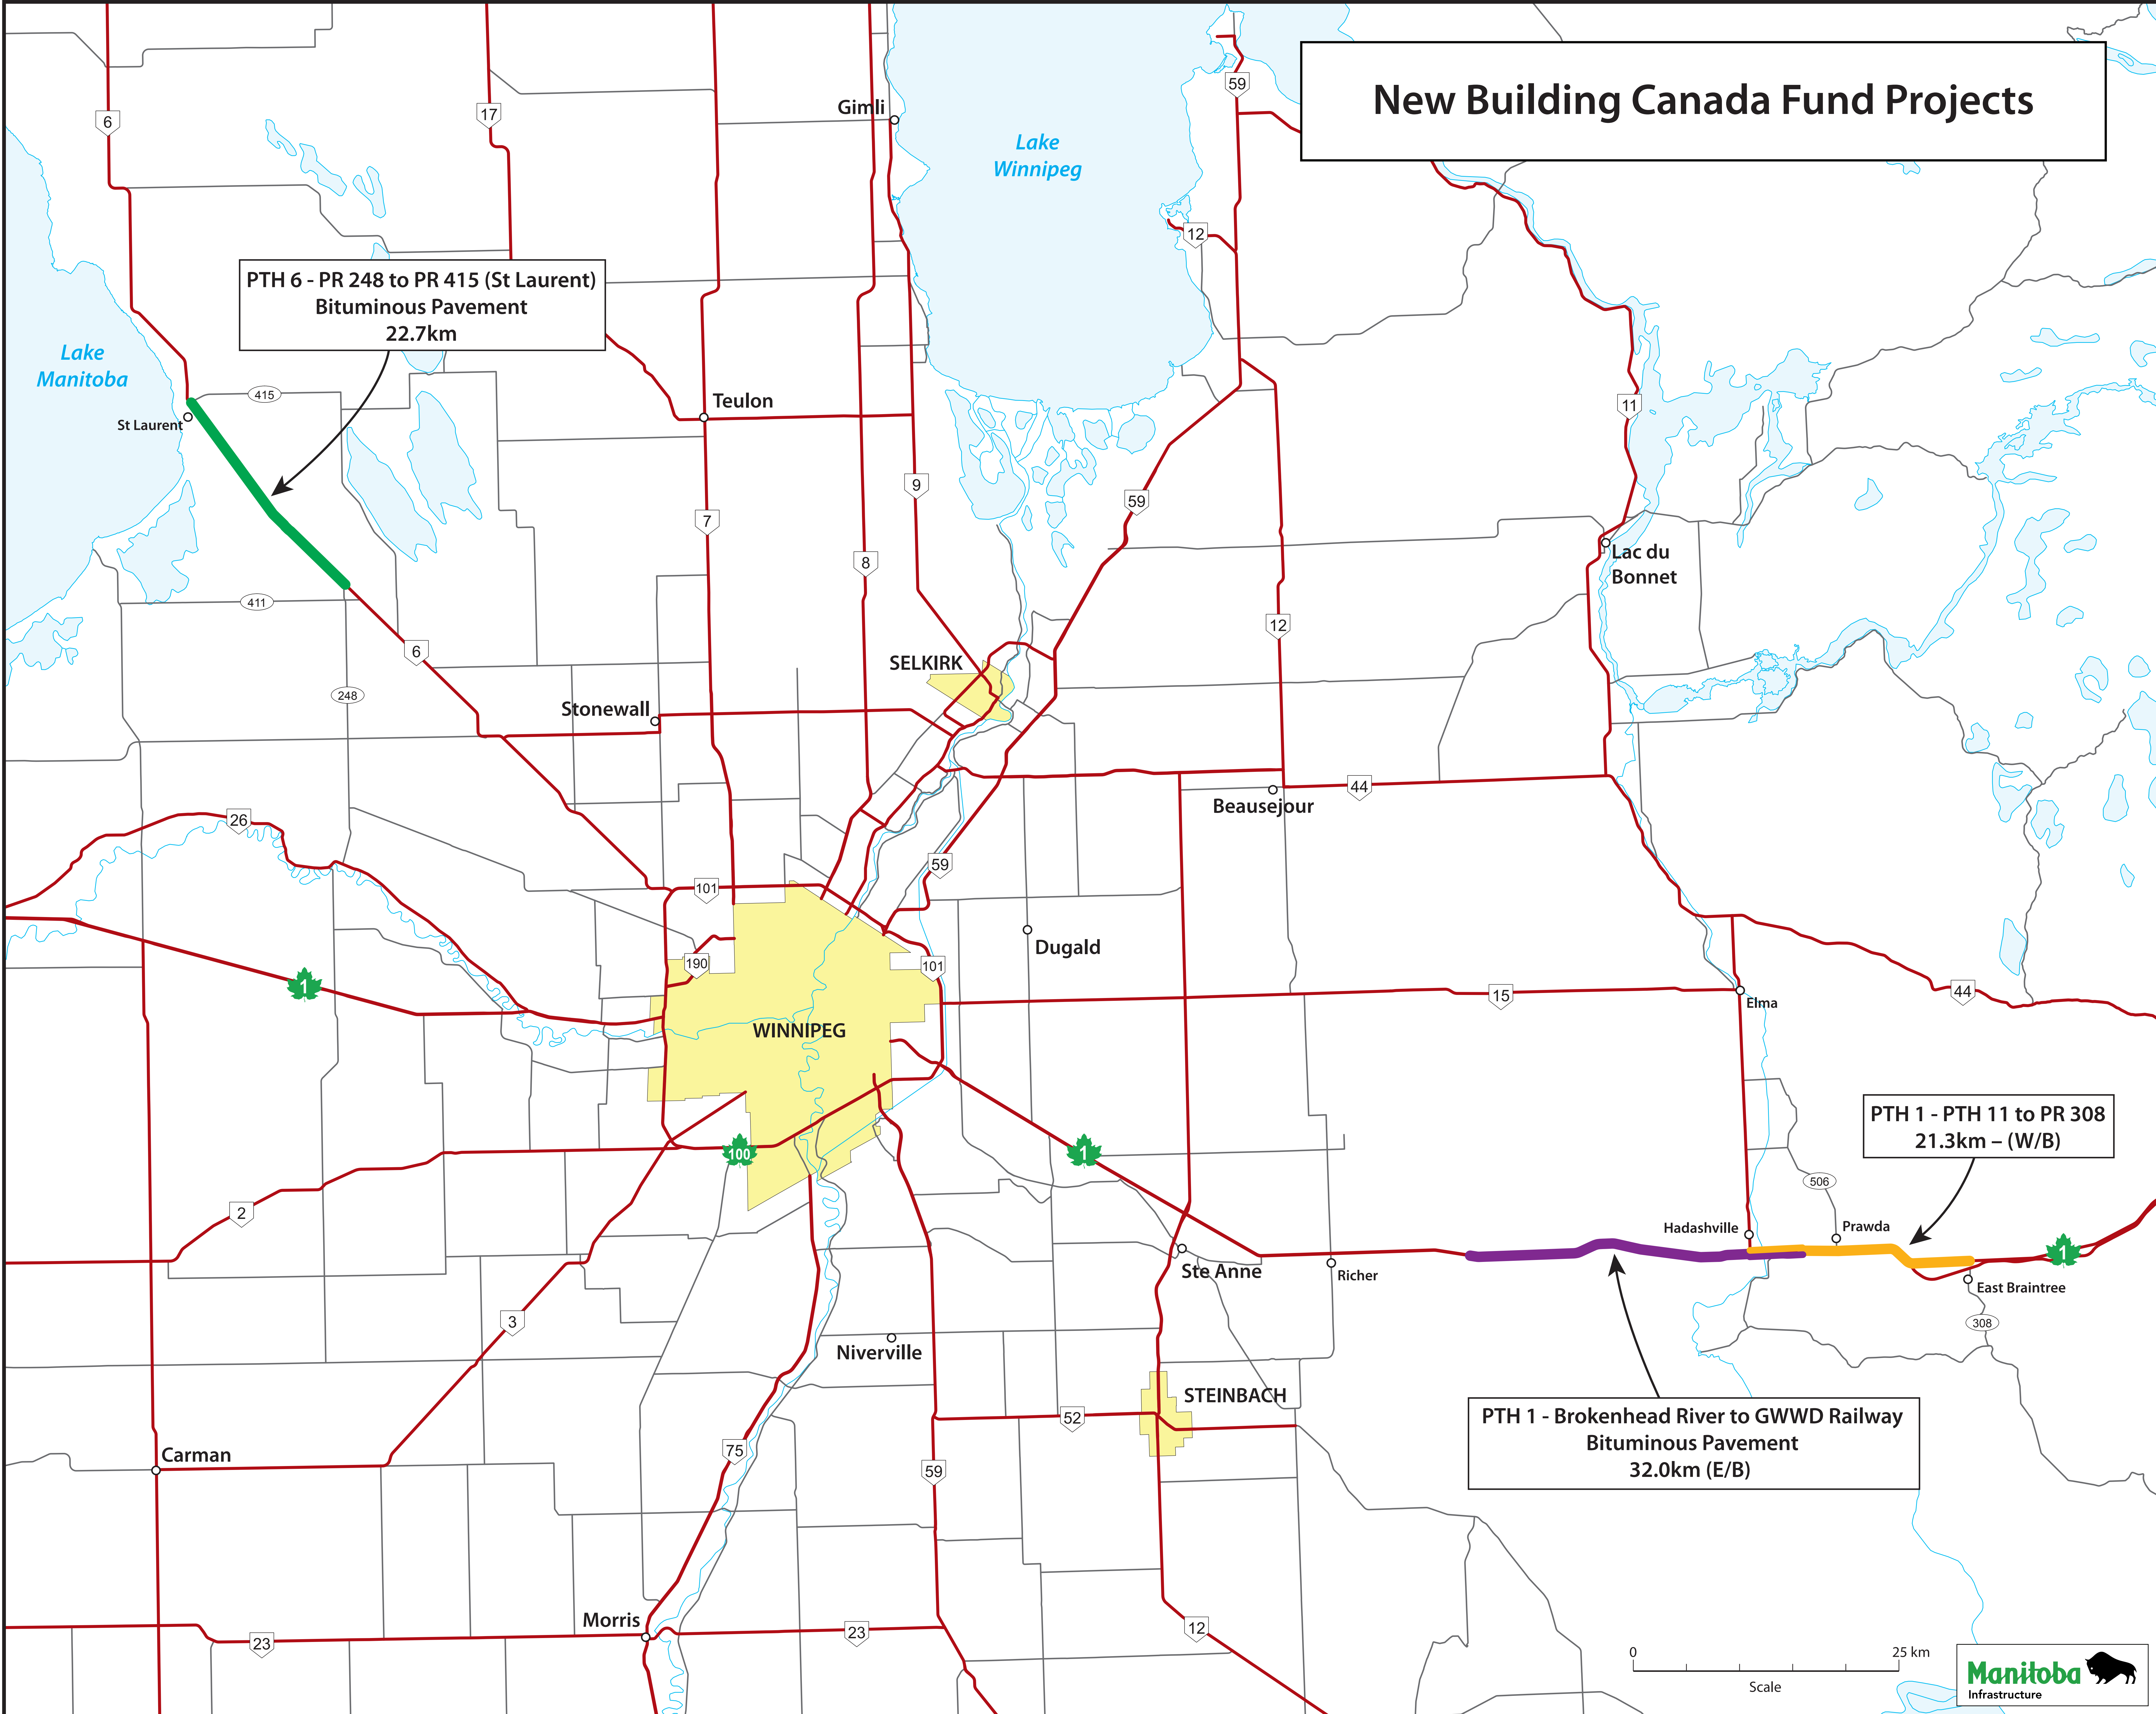 New Building Canada Fund Projects
6
17
59
Gimli
Lake
Winnipeg
12
PTH 6 - PR 248 to PR 415 (St Laurent)
Bituminous Pavement
22.7km
Lake
Manitoba
415
St Laurent
Teulon
11
9
59
7
8
Lac du
Bonnet
411
12
6
SELKIRK
248
Stonewall
44
Beausejour
26
59
101
Dugald
190
101
1
15
44
Elma
WINNIPEG
PTH 1 - PTH 11 to PR 308
21.3km – (W/B)
100
1
506
2
Hadashville
Prawda
1
Ste Anne
Richer
East Braintree
3
308
Niverville
STEINBACH
52
PTH 1 - Brokenhead River to GWWD Railway
Bituminous Pavement
32.0km (E/B)
75
Carman
59
Morris
23
23
12
0
25 km
Scale
Manitoba
Infrastructure